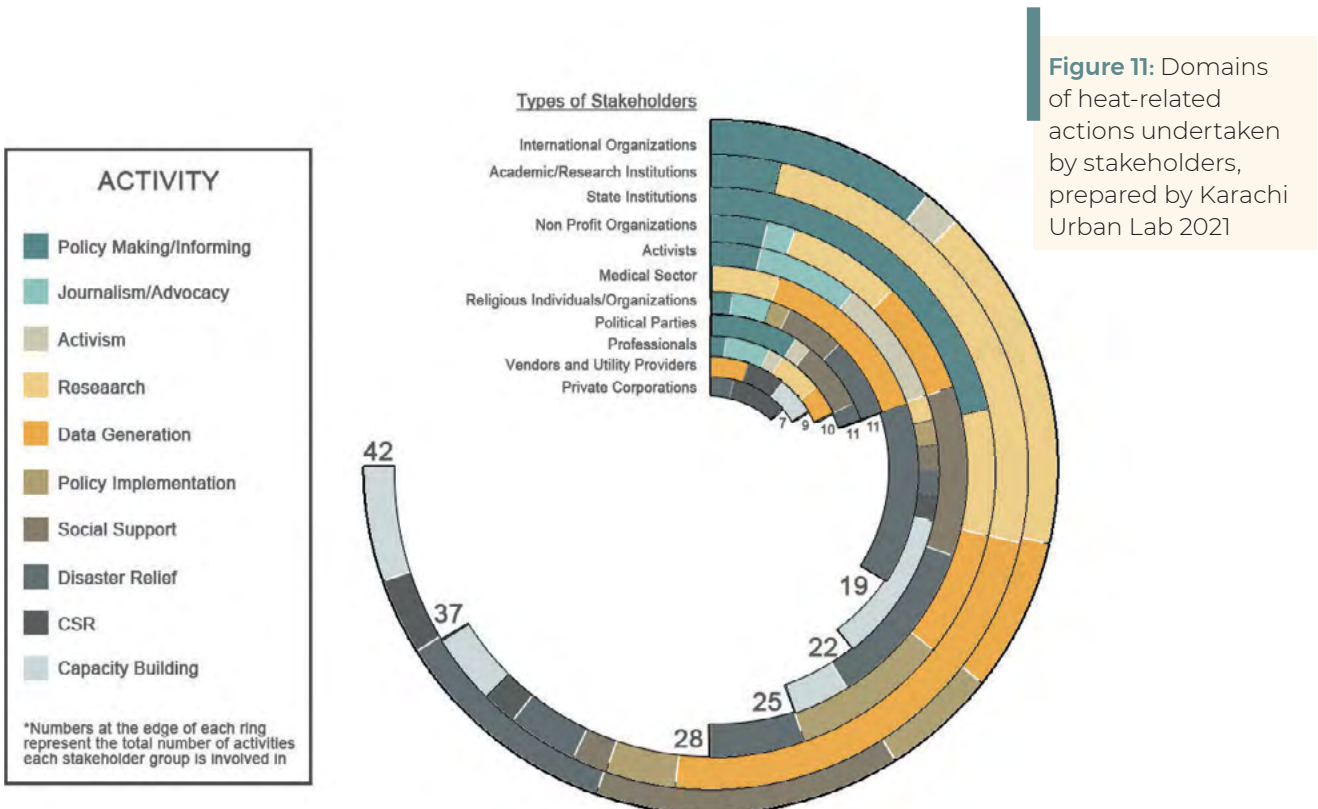 Figure 11: Domains
of heat-related
actions undertaken
by stakeholders,
prepared by Karachi
Urban Lab 2021
Types of Stakeholders
International Organizations
Academic/Research Institutions
State Institutions
Non Profit Organizations
Activists
Medical Sector
Religious Individuals/Organizations
Political Parties
Professionals
Vendors and Utility Providers
Private Corporations
ACTIVITY
Policy Making/Informing
Journalism/Advocacy
Activism
Reseaarch
Data Generation
Policy Implementation
Social Support
Disaster Relief
CSR
Capacity Building
*Numbers at the edge of each ring
represent the total number of activities
each stakeholder group is involved in
7
9
10
11
11
42
37
28
25
22
19